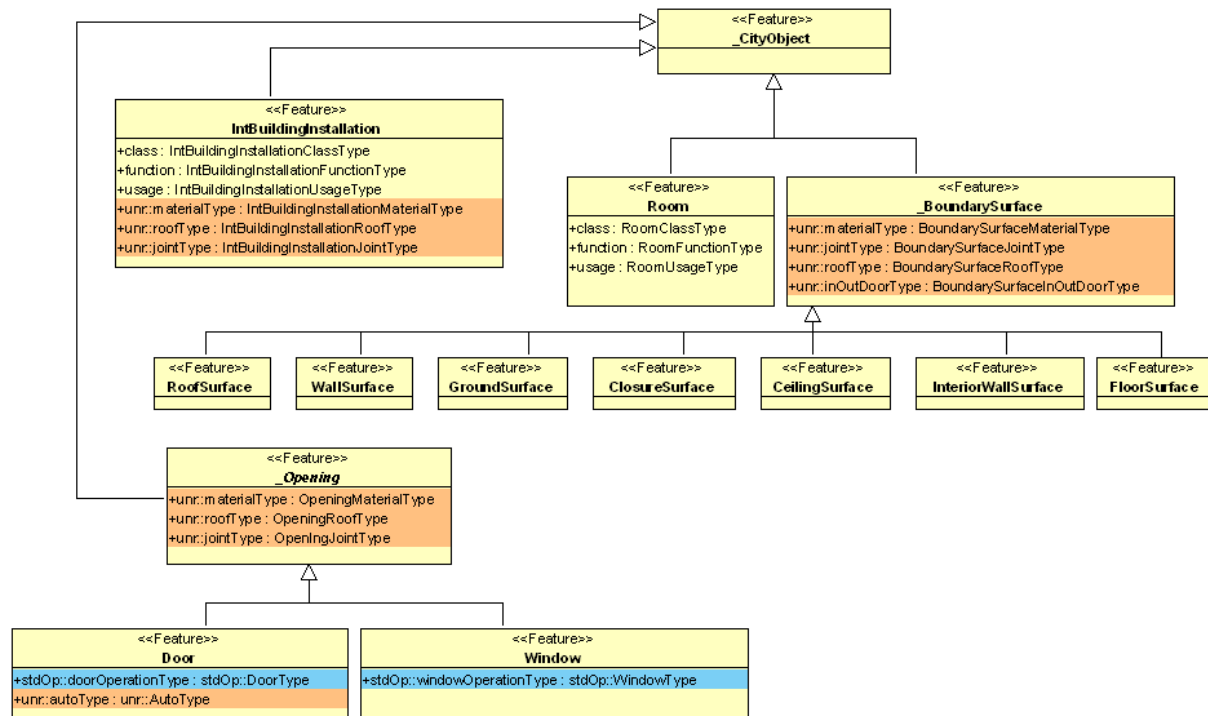 <<Feature>>
_CityObject
<<Feature>>
IntBuildingInstallation
+class : IntBuildingInstallationClassType
+function : IntBuildingInstallationFunctionType
+usage : IntBuildingInstallationUsageType
+unr::materialType : IntBuildingInstallationMaterialType
+unr::roofType : IntBuildingInstallationRoofType
+unr::jointType : IntBuildingInstallationJointType
<<Feature>>
Room
+class : RoomClassType
+function : RoomFunctionType
+usage : RoomUsageType
<<Feature>>
_BoundarySurface
+unr::materialType : BoundarySurfaceMaterialType
+unr::jointType : BoundarySurfaceJointType
+unr::roofType : BoundarySurfaceRoofType
+unr::inOutDoorType : BoundarySurfaceInOutDoorType
<<Feature>>
RoofSurface
<<Feature>>
WallSurface
<<Feature>>
GroundSurface
<<Feature>>
ClosureSurface
<<Feature>>
CeilingSurface
<<Feature>>
InteriorWallSurface
<<Feature>>
FloorSurface
<<Feature>>
_Opening
+unr::materialType : OpeningMaterialType
+unr::roofType : OpeningRoofType
+unr::jointType : OpenIngJointType
<<Feature>>
Door
+stdOp::doorOperationType : stdOp::DoorType
+unr::autoType : unr::AutoType
<<Feature>>
Window
+stdOp::windowOperationType : stdOp::WindowType